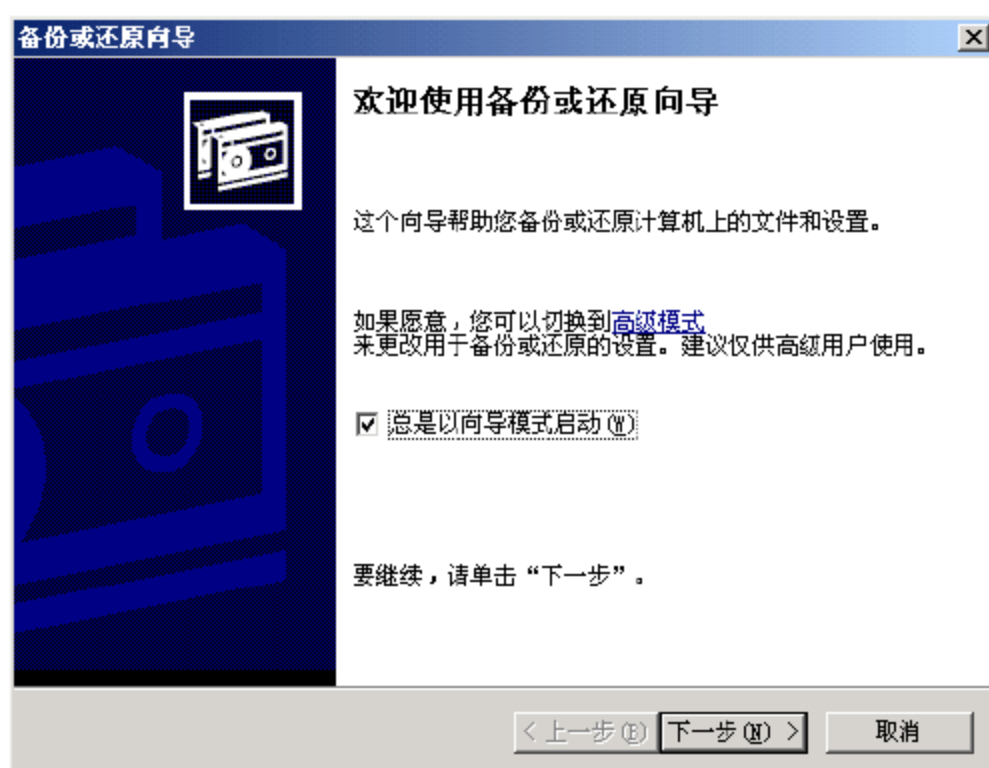 备份或还原向导
欢迎使用备份或还原向导
这个向导帮助您备份或还原计算机上的文件和设置。
如果愿意，您可以切换到高级模式
来更改用于备份或还原的设置。建议仅供高级用户使用。
总是以向导模式启动(W)
要继续，请单击“下一步”。
< 上一步(B) 下一步(N) > 取消